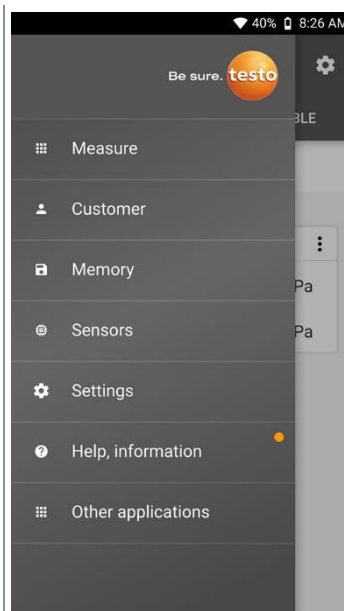 40% 8:26 AM
Be sure. testo
BLE
Measure
Customer
Memory
Pa
Sensors
Pa
Settings
Help, information
Other applications